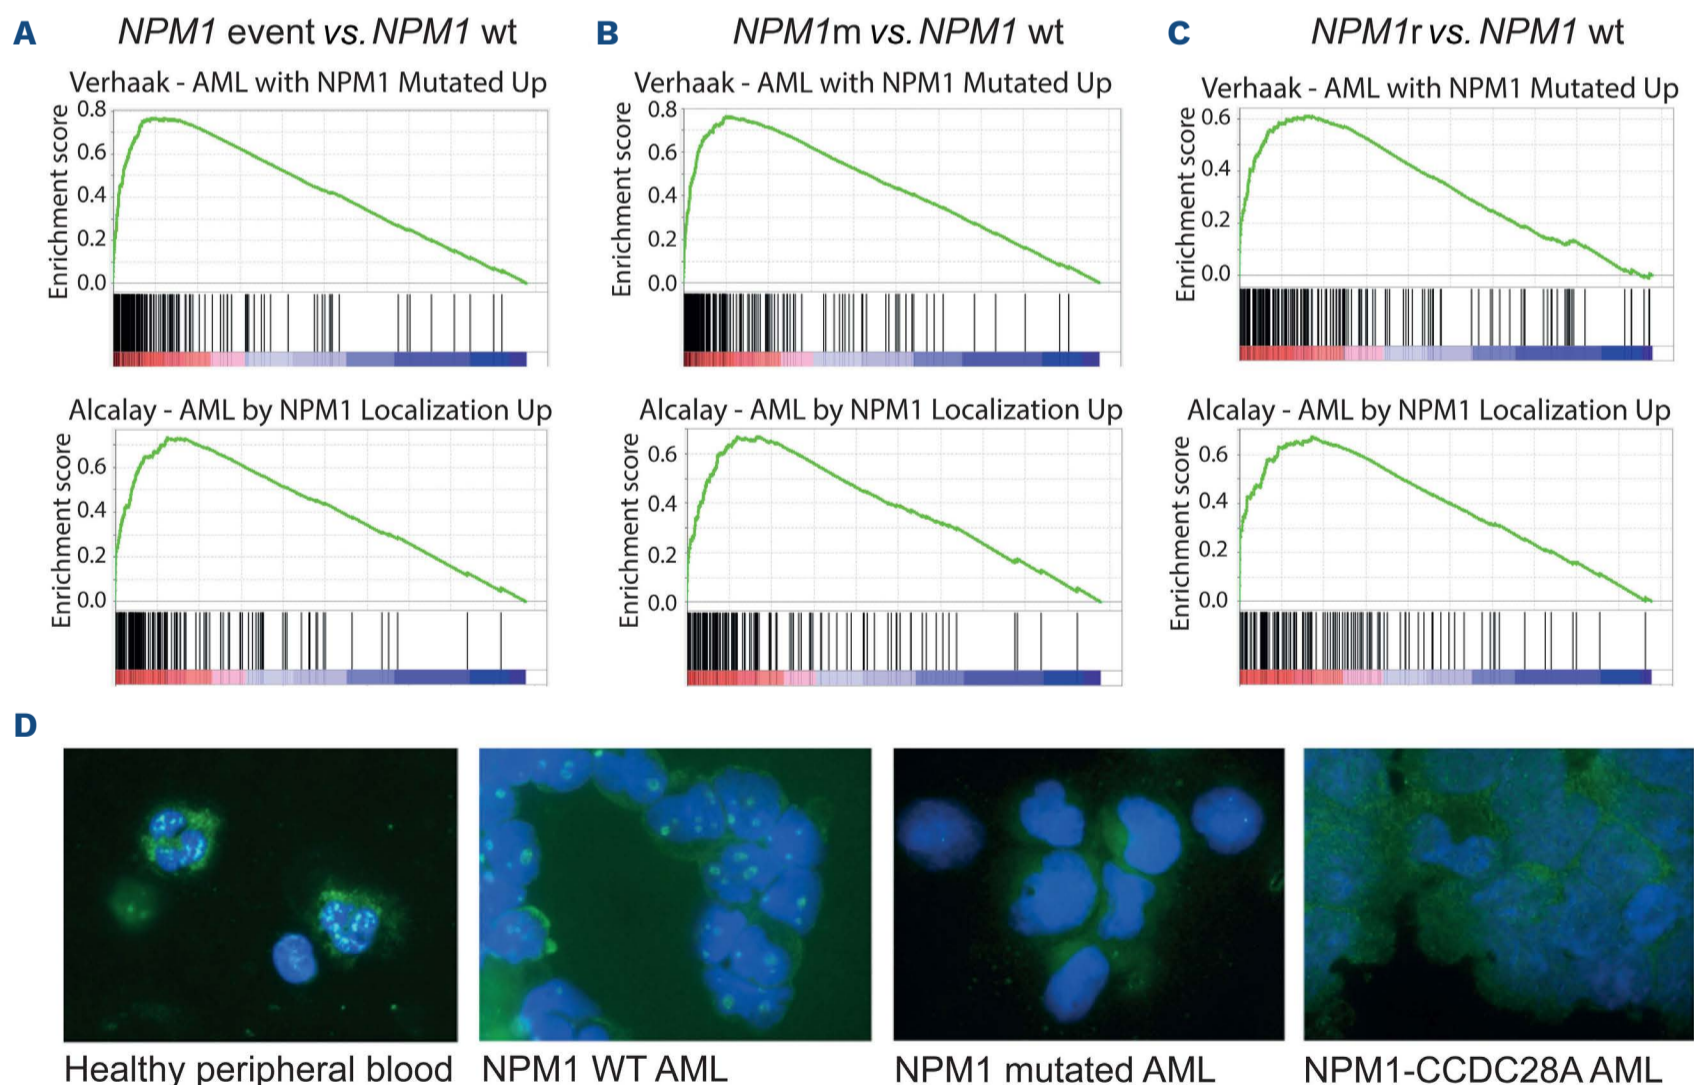 A NPM1 event vs. NPM1 wt
Verhaak - AML with NPM1 Mutated Up
Enrichment score
0.8
0.6
0.4
0.2
0.0
Alcalay - AML by NPM1 Localization Up
Enrichment score
0.6
0.4
0.2
0.0
B NPM1m vs. NPM1 wt
Verhaak - AML with NPM1 Mutated Up
Enrichment score
0.8
0.6
0.4
0.2
0.0
Alcalay - AML by NPM1 Localization Up
Enrichment score
0.6
0.4
0.2
0.0
C NPM1r vs. NPM1 wt
Verhaak - AML with NPM1 Mutated Up
Enrichment score
0.6
0.4
0.2
0.0
Alcalay - AML by NPM1 Localization Up
Enrichment score
0.6
0.4
0.2
0.0
D
Healthy peripheral blood
NPM1 WT AML
NPM1 mutated AML
NPM1-CCDC28A AML